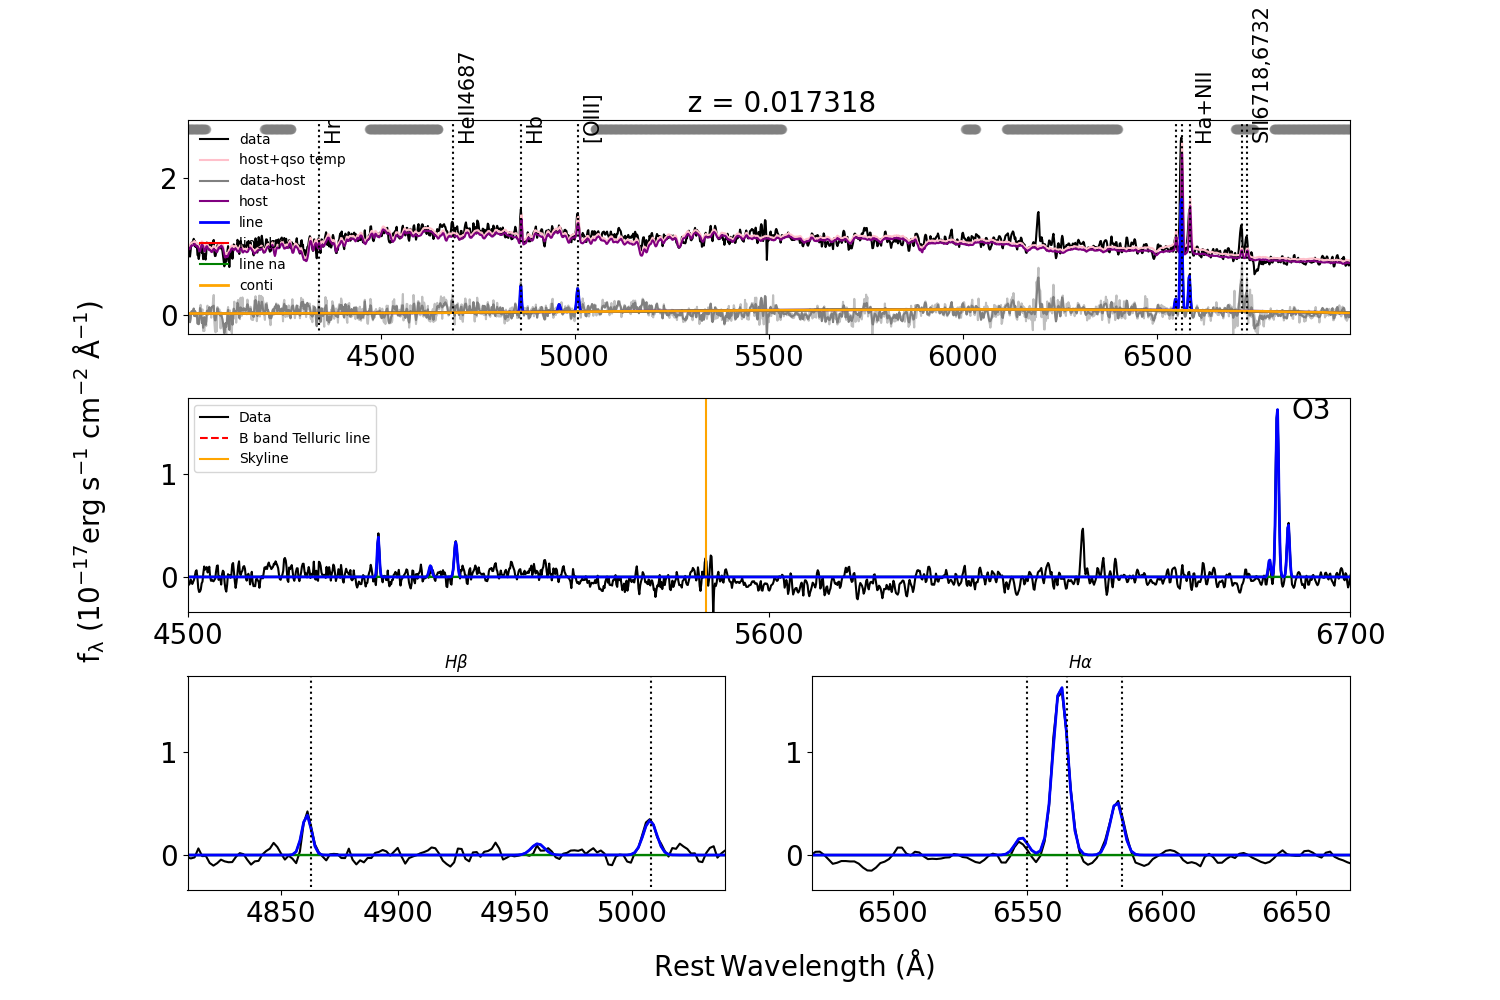 z = 0.017318
Hr
HeII4687
Hb
[OIII]
Ha+NII
SII6718,6732
data
host+qso temp
data-host
host
line
line na
conti
2
0
4500 5000 5500 6000 6500
fλ (10⁻¹⁷erg s⁻¹ cm⁻² Å⁻¹)
Data
B band Telluric line
Skyline
O3
1
0
4500 5600 6700
Hβ
1
0
4850 4900 4950 5000
Hα
1
0
6500 6550 6600 6650
Rest Wavelength (Å)